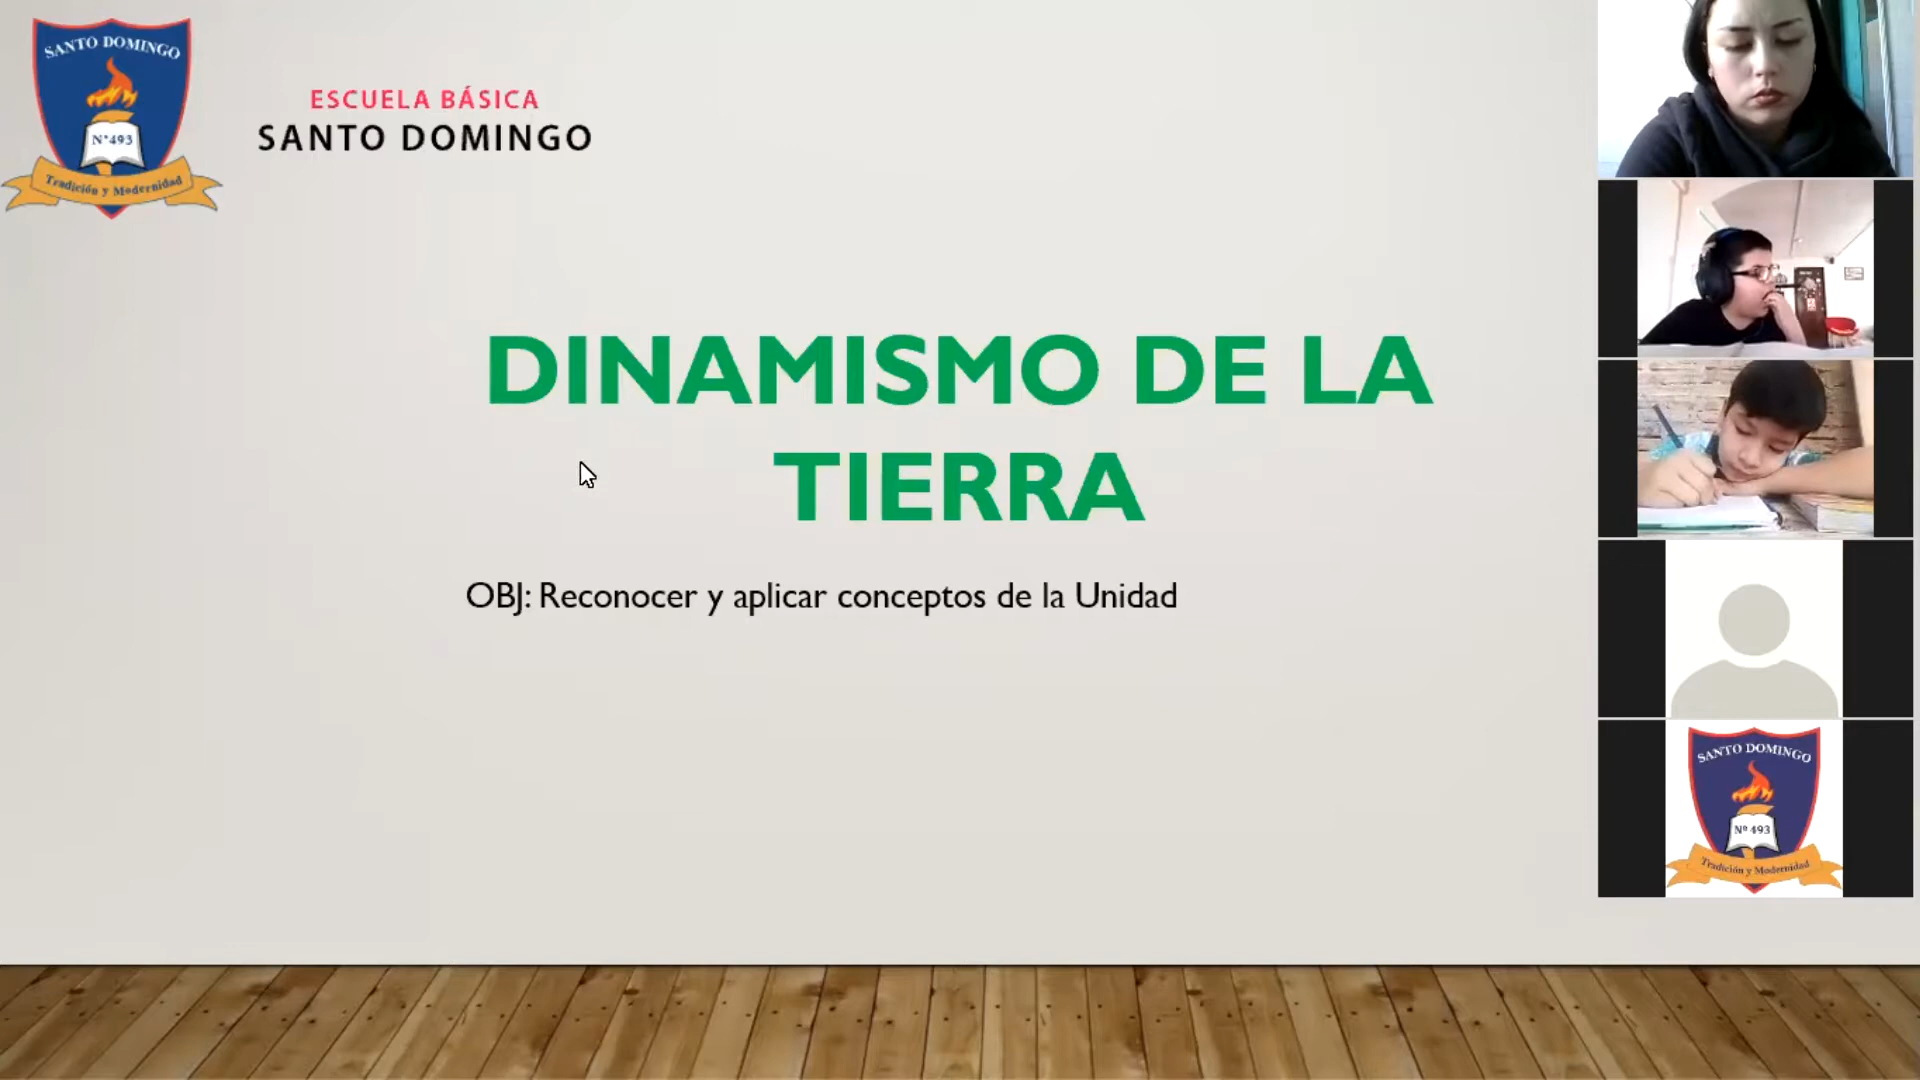 SANTO DOMINGO
N°493
Tradición y Modernidad
ESCUELA BÁSICA
SANTO DOMINGO
DINAMISMO DE LA
TIERRA
OBJ: Reconocer y aplicar conceptos de la Unidad
SANTO DOMINGO
Nº 493
Tradición y Modernidad